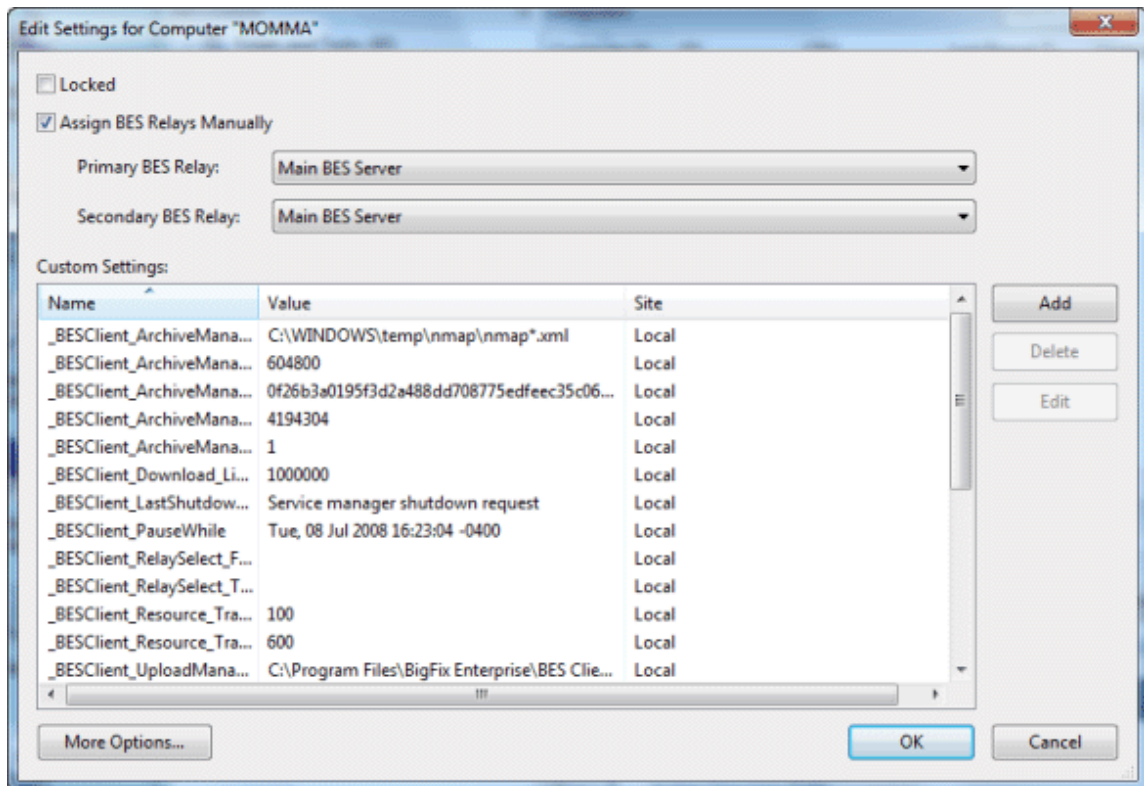 Edit Settings for Computer "MOMMA"
Locked
Assign BES Relays Manually
Primary BES Relay: Main BES Server
Secondary BES Relay: Main BES Server
Custom Settings:
Name Value Site
_BESClient_ArchiveMana... C:\WINDOWS\temp\nmap\nmap*.xml Local
_BESClient_ArchiveMana... 604800 Local
_BESClient_ArchiveMana... 0f26b3a0195f3d2a488dd708775edfeec35c06... Local
_BESClient_ArchiveMana... 4194304 Local
_BESClient_ArchiveMana... 1 Local
_BESClient_Download_Li... 1000000 Local
_BESClient_LastShutdow... Service manager shutdown request Local
_BESClient_PauseWhile Tue, 08 Jul 2008 16:23:04 -0400 Local
_BESClient_RelaySelect_F... Local
_BESClient_RelaySelect_T... Local
_BESClient_Resource_Tra... 100 Local
_BESClient_Resource_Tra... 600 Local
_BESClient_UploadMana... C:\Program Files\BigFix Enterprise\BES Clie... Local
Add
Delete
Edit
More Options...
OK
Cancel